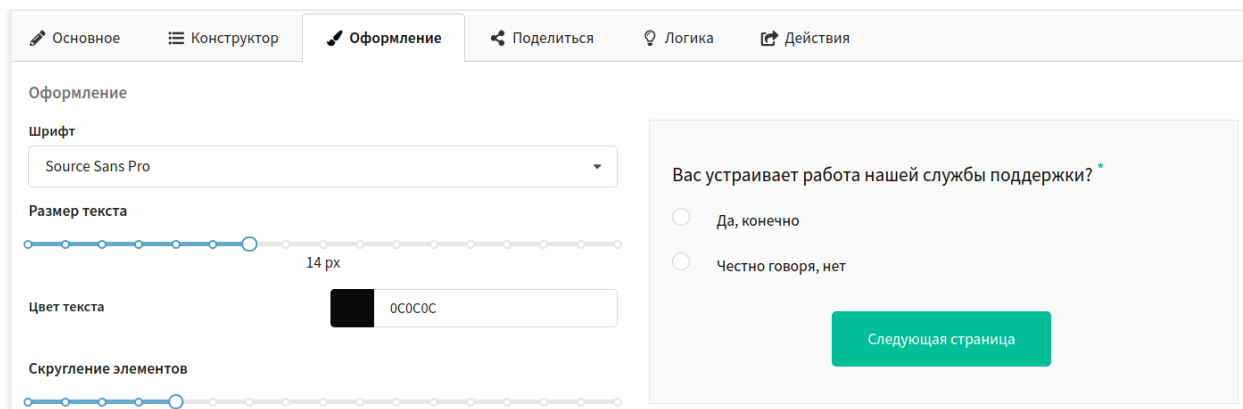 Основное
Конструктор
Оформление
Поделиться
Логика
Действия
Оформление
Шрифт
Source Sans Pro
Размер текста
14 px
Цвет текста
0C0C0C
Скругление элементов
Вас устраивает работа нашей службы поддержки? *
Да, конечно
Честно говоря, нет
Следующая страница